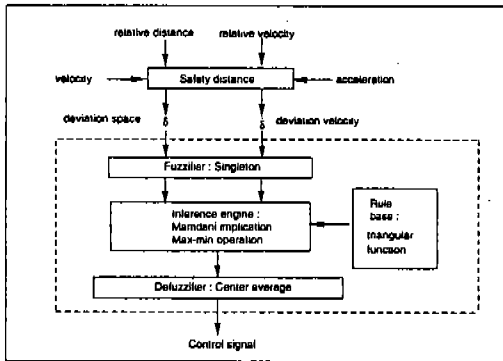 relative distance relative velocity
velocity Safety distance acceleration
deviation space δ δ deviation velocity
Fuzzifier : Singleton
Inference engine :
Mamdani implication
Max-min operation
Rule
base :
triangular
function
Defuzzifier : Center average
Control signal